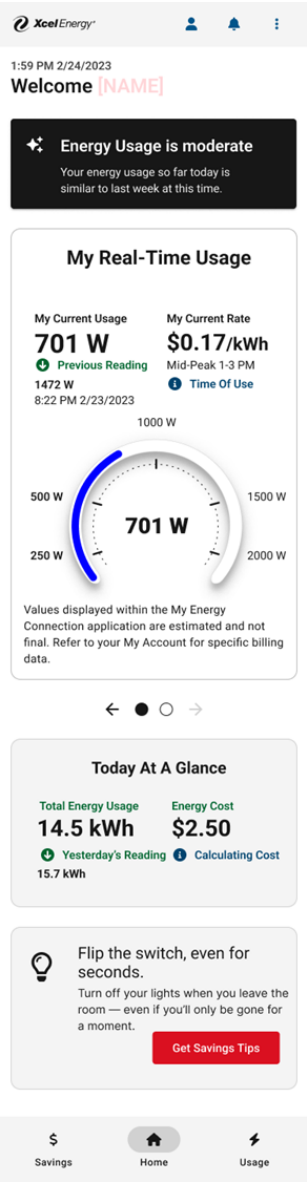 Xcel Energy®
1:59 PM 2/24/2023
Welcome [NAME]
Energy Usage is moderate
Your energy usage so far today is
similar to last week at this time.
My Real-Time Usage
My Current Usage
701 W
Previous Reading
1472 W
8:22 PM 2/23/2023
My Current Rate
$0.17/kWh
Mid-Peak 1-3 PM
Time Of Use
1000 W
500 W
1500 W
701 W
250 W
2000 W
Values displayed within the My Energy
Connection application are estimated and not
final. Refer to your My Account for specific billing
data.
Today At A Glance
Total Energy Usage
14.5 kWh
Yesterday's Reading
15.7 kWh
Energy Cost
$2.50
Calculating Cost
Flip the switch, even for
seconds.
Turn off your lights when you leave the
room — even if you'll only be gone for
a moment.
Get Savings Tips
Savings
Home
Usage